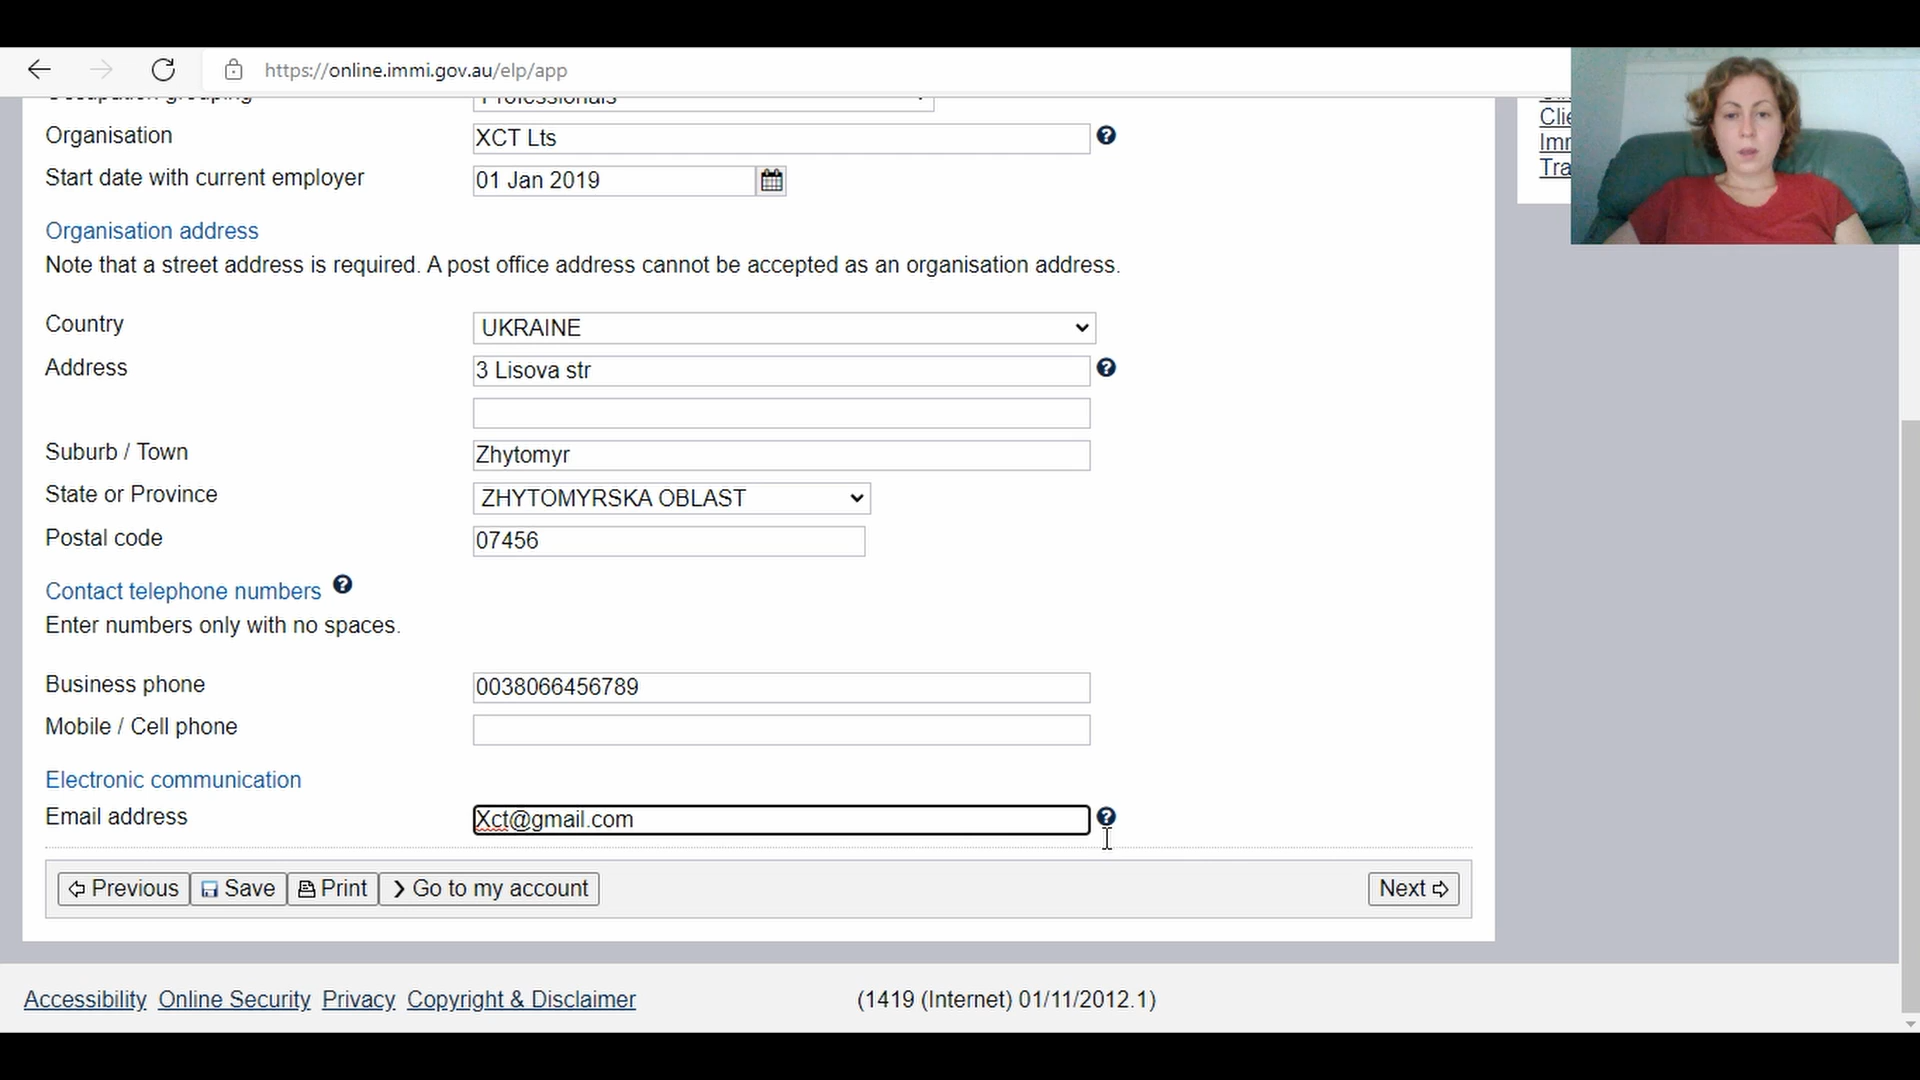 https://online.immi.gov.au/elp/app
Occupation grouping Professionals
Organisation XCT Lts
Start date with current employer 01 Jan 2019
Organisation address
Note that a street address is required. A post office address cannot be accepted as an organisation address.
Country UKRAINE
Address 3 Lisova str
Suburb / Town Zhytomyr
State or Province ZHYTOMYRSKA OBLAST
Postal code 07456
Contact telephone numbers ?
Enter numbers only with no spaces.
Business phone 0038066456789
Mobile / Cell phone
Electronic communication
Email address Xct@gmail.com
Previous Save Print Go to my account Next
Accessibility Online Security Privacy Copyright & Disclaimer (1419 (Internet) 01/11/2012.1)